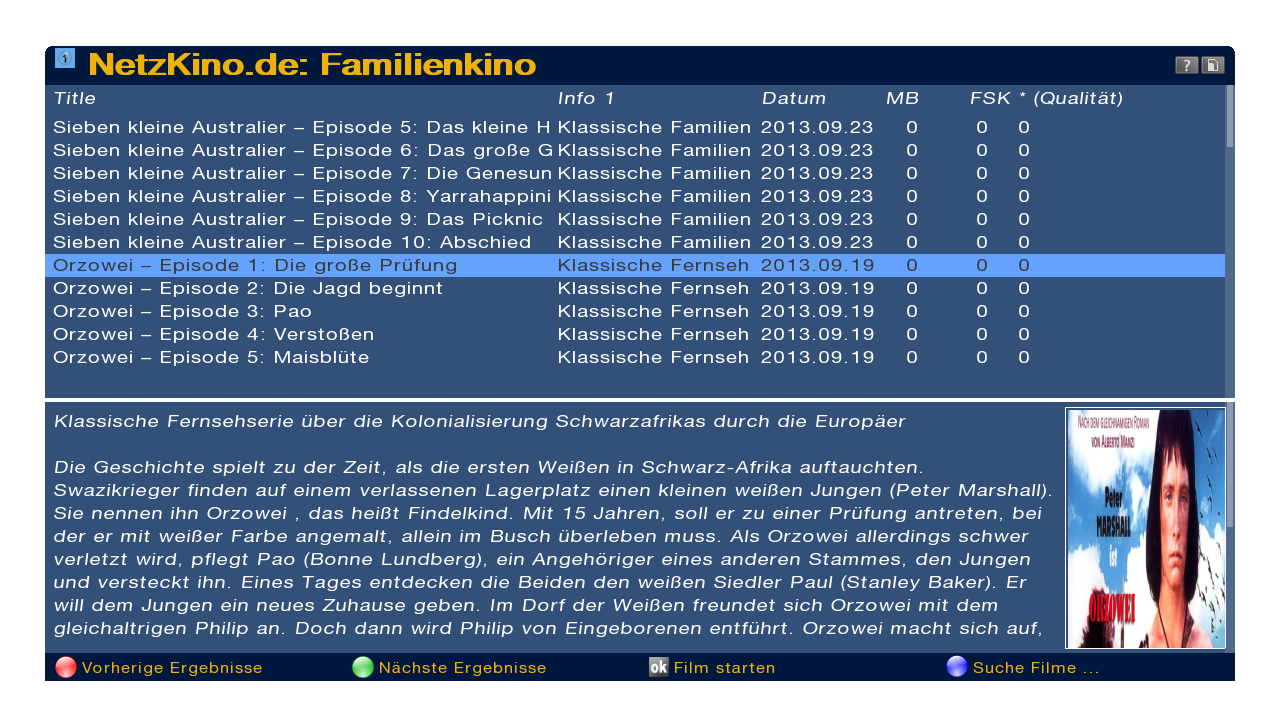 NetzKino.de: Familienkino
?
Title Info 1 Datum MB FSK * (Qualität)
Sieben kleine Australier – Episode 5: Das kleine H Klassische Familien 2013.09.23 0 0 0
Sieben kleine Australier – Episode 6: Das große G Klassische Familien 2013.09.23 0 0 0
Sieben kleine Australier – Episode 7: Die Genesun Klassische Familien 2013.09.23 0 0 0
Sieben kleine Australier – Episode 8: Yarrahappini Klassische Familien 2013.09.23 0 0 0
Sieben kleine Australier – Episode 9: Das Picknic Klassische Familien 2013.09.23 0 0 0
Sieben kleine Australier – Episode 10: Abschied Klassische Familien 2013.09.23 0 0 0
Orzowei – Episode 1: Die große Prüfung Klassische Fernseh 2013.09.19 0 0 0
Orzowei – Episode 2: Die Jagd beginnt Klassische Fernseh 2013.09.19 0 0 0
Orzowei – Episode 3: Pao Klassische Fernseh 2013.09.19 0 0 0
Orzowei – Episode 4: Verstoßen Klassische Fernseh 2013.09.19 0 0 0
Orzowei – Episode 5: Maisblüte Klassische Fernseh 2013.09.19 0 0 0
Klassische Fernsehserie über die Kolonialisierung Schwarzafrikas durch die Europäer
Die Geschichte spielt zu der Zeit, als die ersten Weißen in Schwarz-Afrika auftauchten.
Swazikrieger finden auf einem verlassenen Lagerplatz einen kleinen weißen Jungen (Peter Marshall).
Sie nennen ihn Orzowei , das heißt Findelkind. Mit 15 Jahren, soll er zu einer Prüfung antreten, bei
der er mit weißer Farbe angemalt, allein im Busch überleben muss. Als Orzowei allerdings schwer
verletzt wird, pflegt Pao (Bonne Lundberg), ein Angehöriger eines anderen Stammes, den Jungen
und versteckt ihn. Eines Tages entdecken die Beiden den weißen Siedler Paul (Stanley Baker). Er
will dem Jungen ein neues Zuhause geben. Im Dorf der Weißen freundet sich Orzowei mit dem
gleichaltrigen Philip an. Doch dann wird Philip von Eingeborenen entführt. Orzowei macht sich auf,
NACH DEM GLEICHNAMIGEN ROMAN
VON ALBERTO MANZI
Peter
MARSHALL
ist
ORZOWEI
Vorherige Ergebnisse Nächste Ergebnisse ok Film starten Suche Filme ...